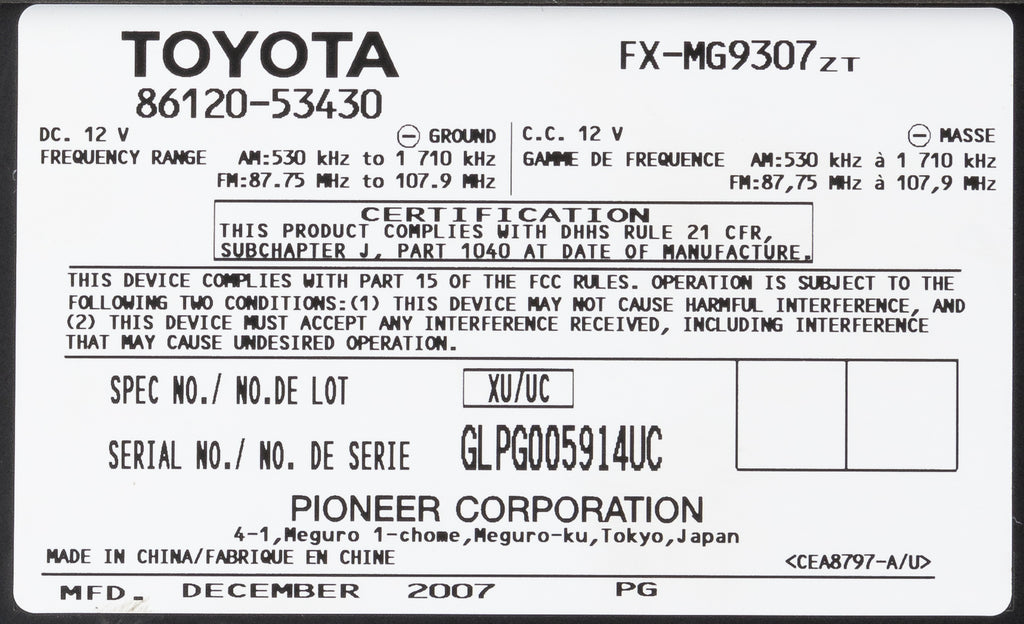 TOYOTA
FX-MG9307ZT
86120-53430
DC. 12 V ⊖ GROUND
FREQUENCY RANGE AM:530 kHz to 1 710 kHz
FM:87.75 MHz to 107.9 MHz
C.C. 12 V ⊖ MASSE
GAMME DE FREQUENCE AM:530 kHz à 1 710 kHz
FM:87,75 MHz à 107,9 MHz
CERTIFICATION
THIS PRODUCT COMPLIES WITH DHHS RULE 21 CFR,
SUBCHAPTER J, PART 1040 AT DATE OF MANUFACTURE.
THIS DEVICE COMPLIES WITH PART 15 OF THE FCC RULES. OPERATION IS SUBJECT TO THE
FOLLOWING TWO CONDITIONS:(1) THIS DEVICE MAY NOT CAUSE HARMFUL INTERFERENCE, AND
(2) THIS DEVICE MUST ACCEPT ANY INTERFERENCE RECEIVED, INCLUDING INTERFERENCE
THAT MAY CAUSE UNDESIRED OPERATION.
SPEC NO./ NO.DE LOT XU/UC
SERIAL NO./ NO. DE SERIE GLPG005914UC
PIONEER CORPORATION
4-1,Meguro 1-chome,Meguro-ku,Tokyo,Japan
MADE IN CHINA/FABRIQUE EN CHINE <CEA8797-A/U>
MFD. DECEMBER 2007 PG